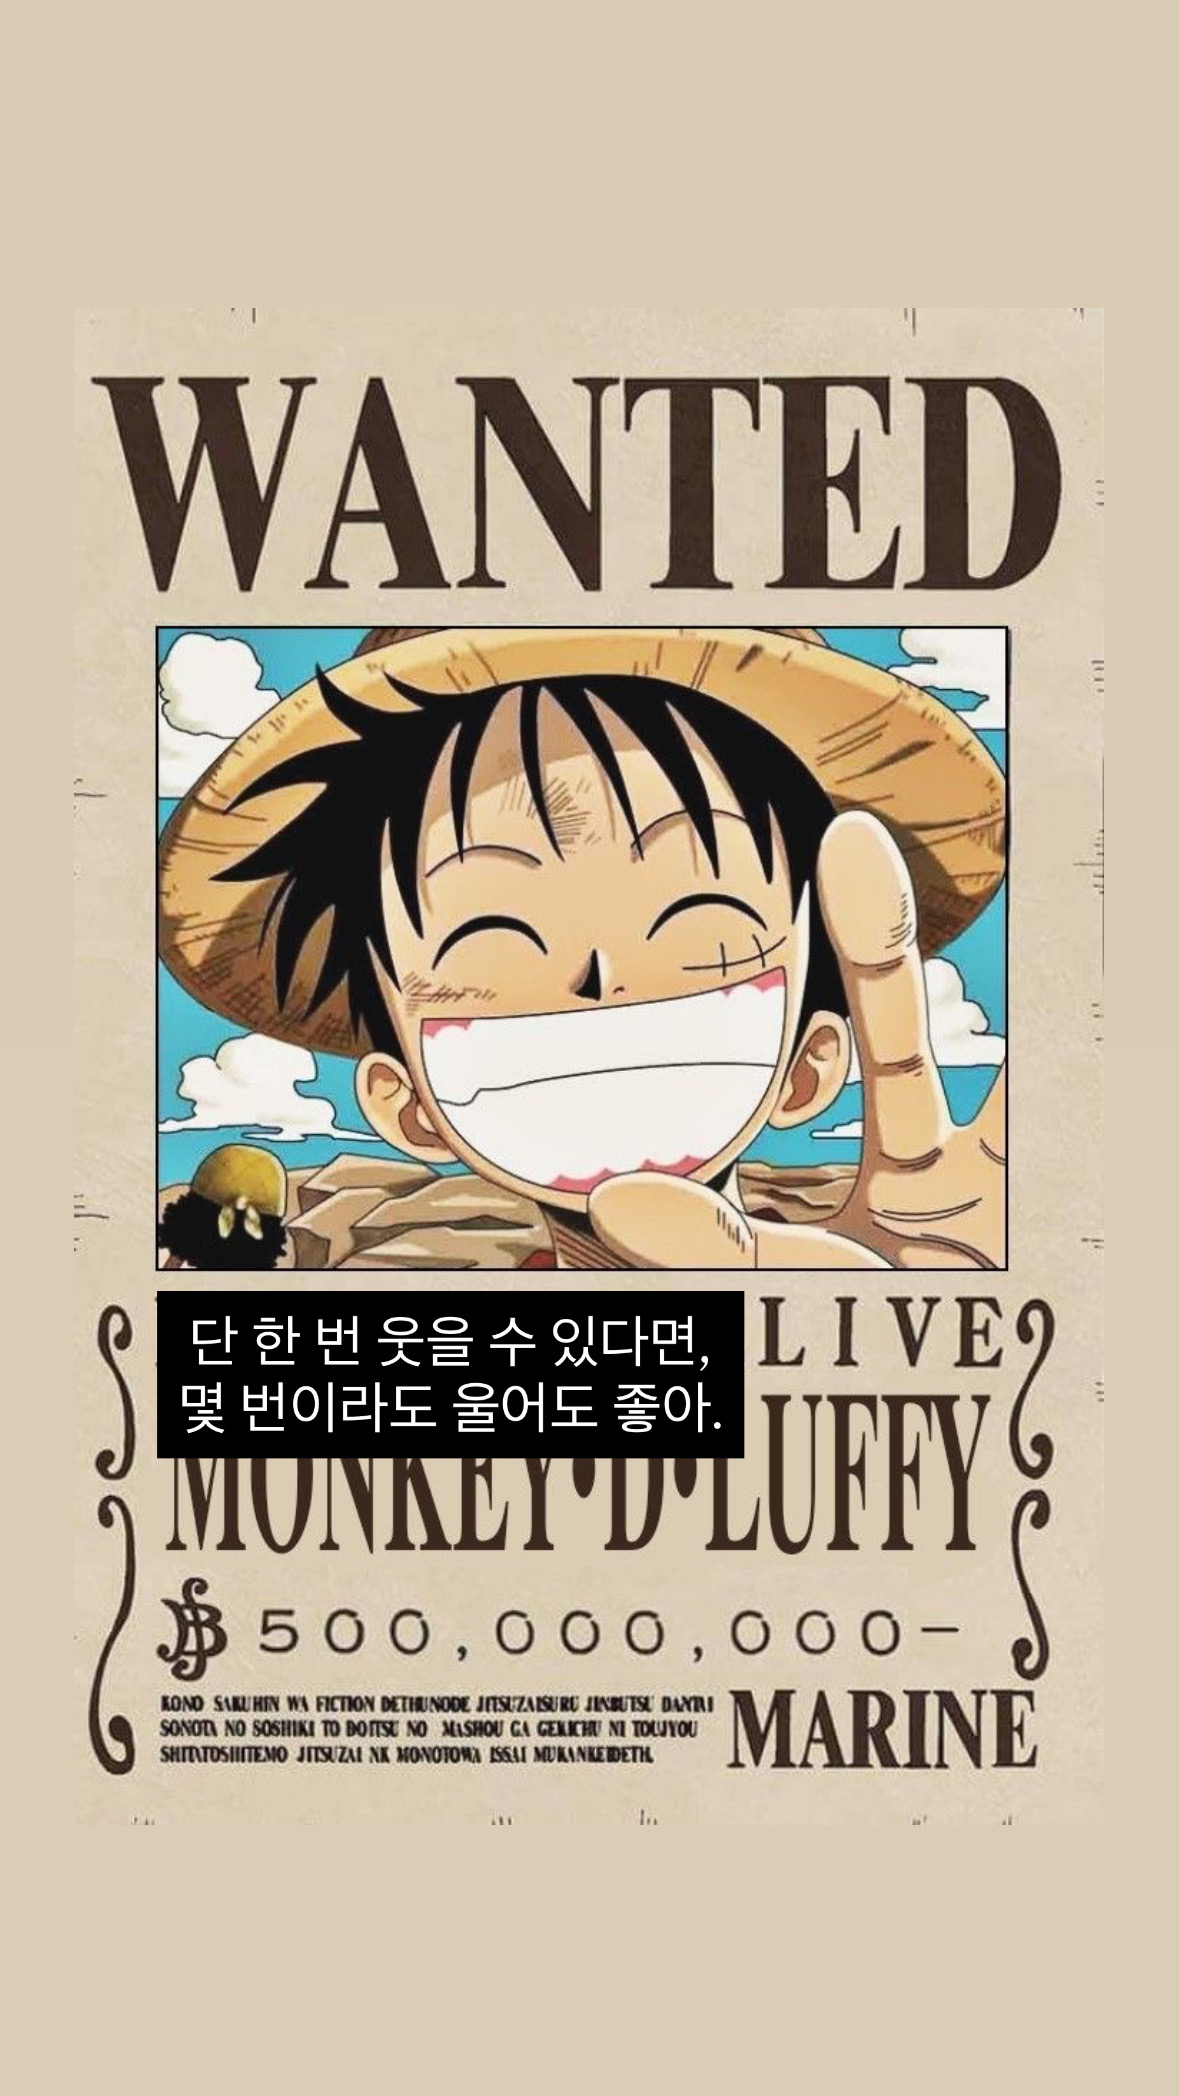 WANTED
단 한 번 웃을 수 있다면,
몇 번이라도 울어도 좋아.
LIVE
MONKEY•D•LUFFY
500,000,000-
KONO SAKUHIN WA FICTION DETHUNODE JITSUZAISURU JINBUTSU DANTAI
SONOTA NO SOSHIKI TO DOITSU NO MASHOU GA GEKICHU NI TOUJYOU
SHITATOSHITEMO JITSUZAI NK MONOTOWA ISSAI MUKANKEIDETH.
MARINE